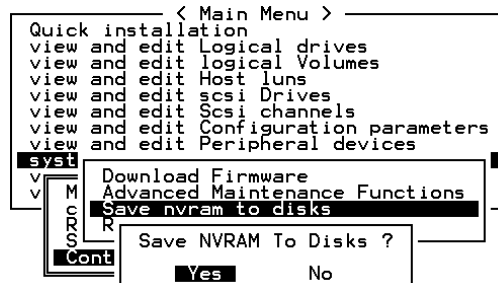 < Main Menu >
Quick installation
view and edit Logical drives
view and edit logical Volumes
view and edit Host luns
view and edit scsi Drives
view and edit Scsi channels
view and edit Configuration parameters
view and edit Peripheral devices
syst
v
v
Download Firmware
Advanced Maintenance Functions
Save nvram to disks
R
M
C
R
S
Cont
Save NVRAM To Disks ?
Yes No